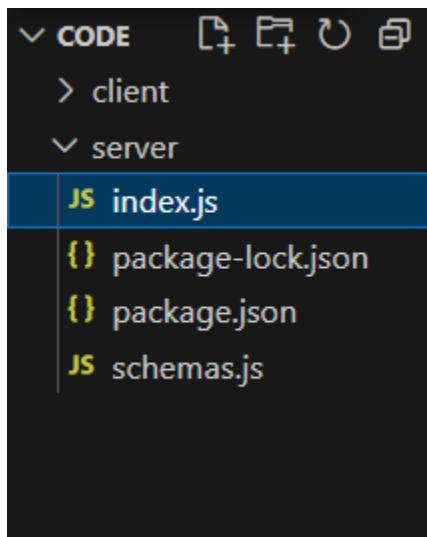 CODE
client
server
JS index.js
{} package-lock.json
{} package.json
JS schemas.js